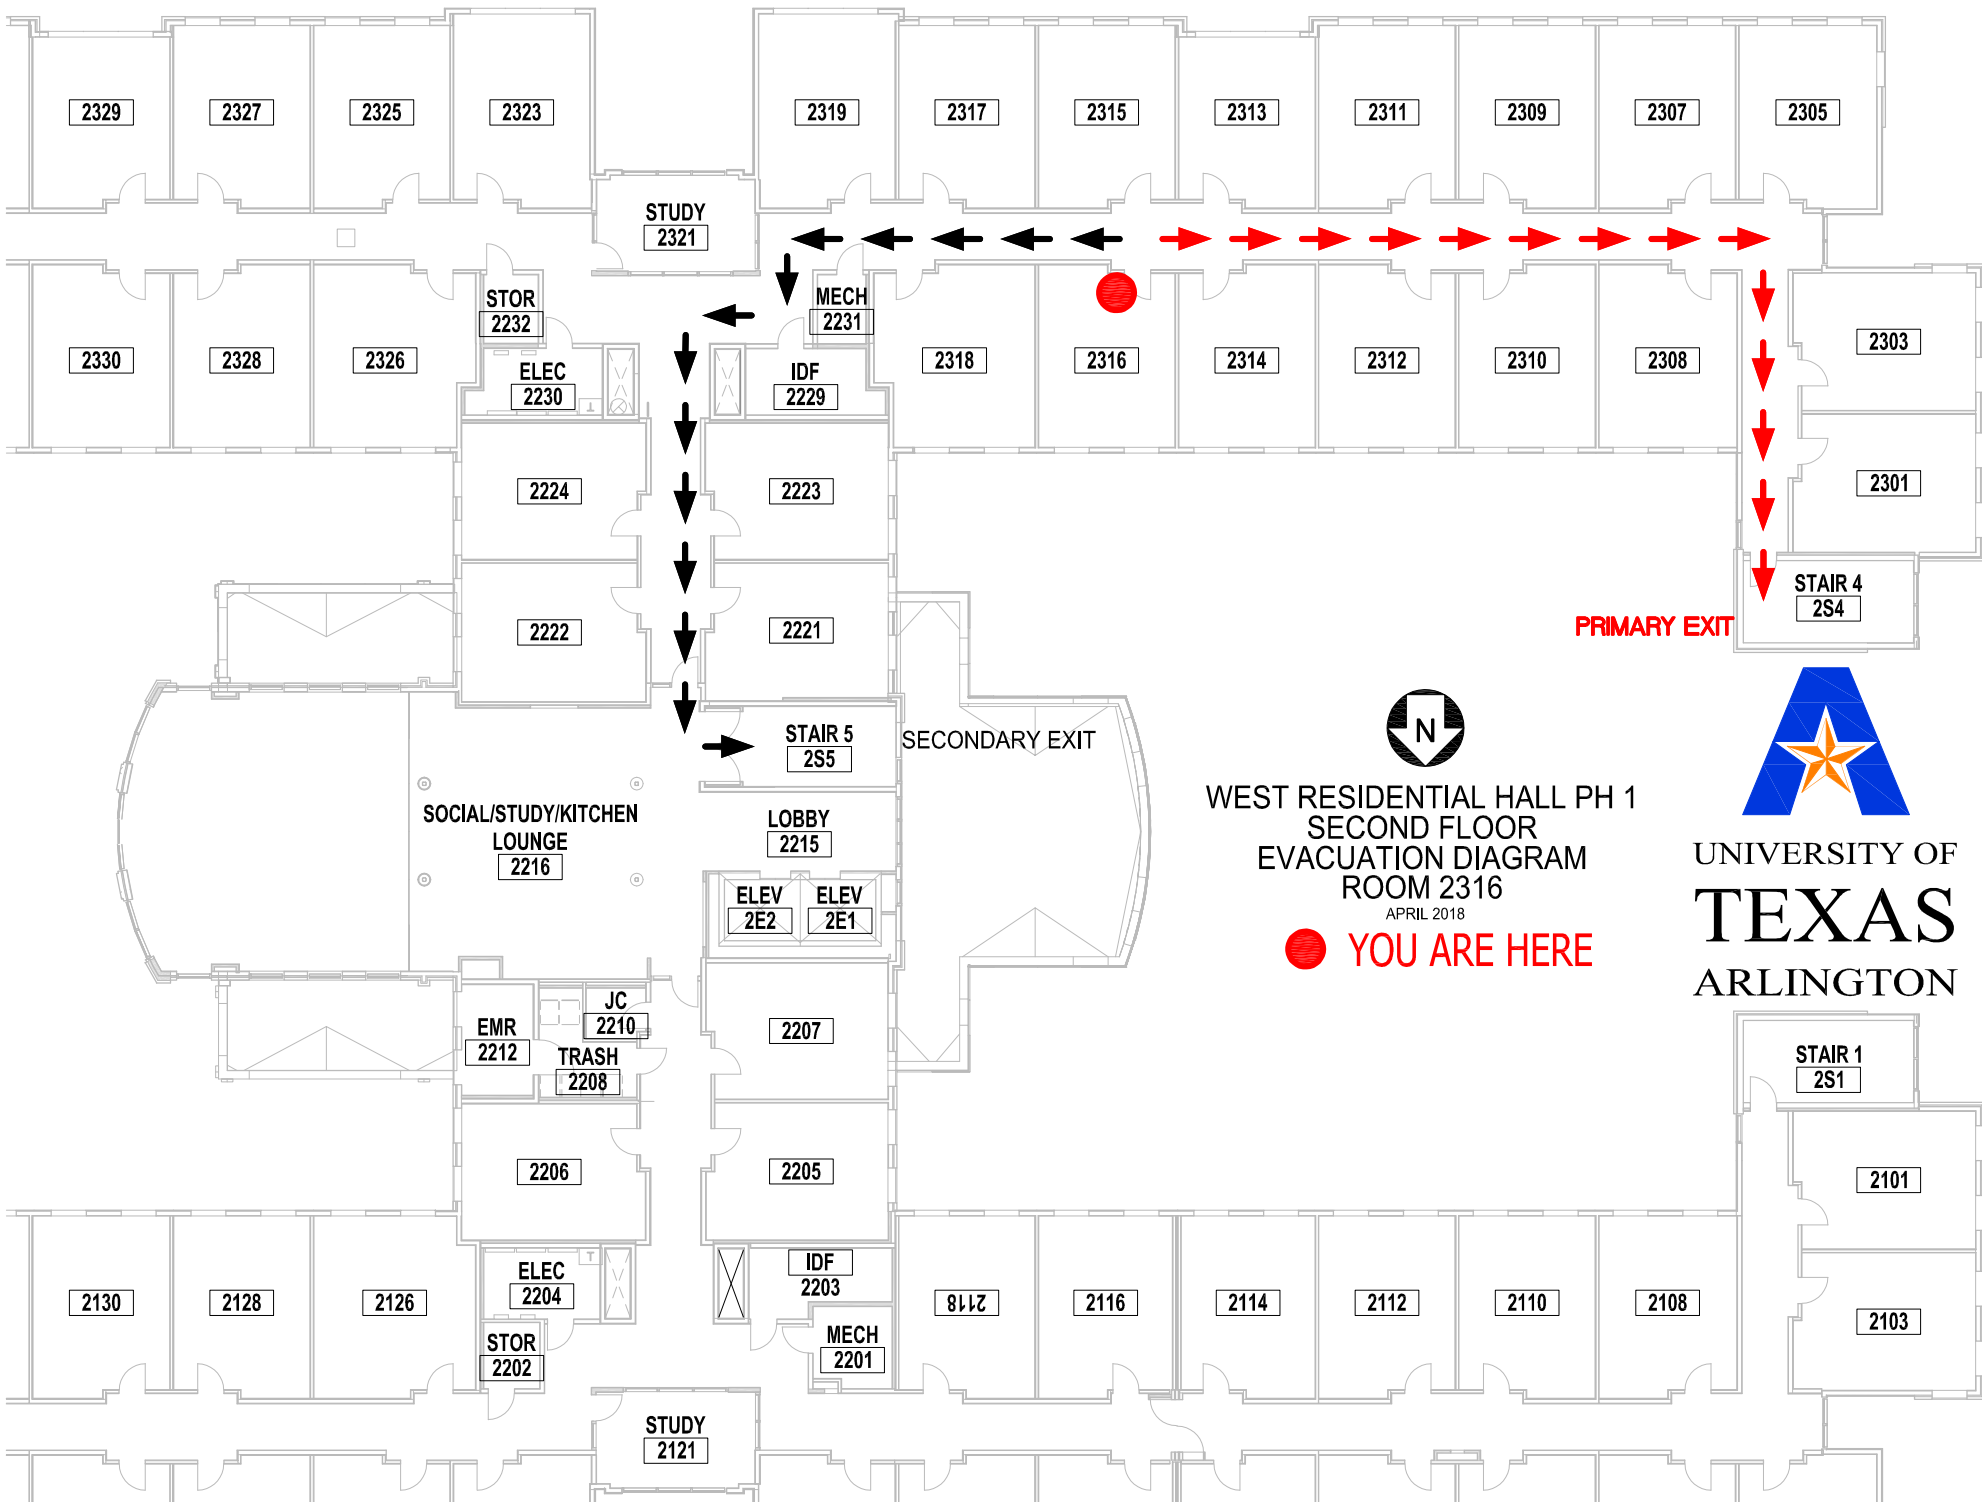 2329
2327
2325
2323
2319
2317
2315
2313
2311
2309
2307
2305
STUDY
2321
STOR
2232
MECH
2231
2303
2330
2328
2326
ELEC
2230
IDF
2229
2318
2316
2314
2312
2310
2308
2301
2224
2223
2222
2221
STAIR 4
2S4
PRIMARY EXIT
STAIR 5
2S5
SECONDARY EXIT
N
SOCIAL/STUDY/KITCHEN
LOUNGE
2216
LOBBY
2215
ELEV
2E2
ELEV
2E1
WEST RESIDENTIAL HALL PH 1
SECOND FLOOR
EVACUATION DIAGRAM
ROOM 2316
APRIL 2018
YOU ARE HERE
UNIVERSITY OF
TEXAS
ARLINGTON
JC
2210
EMR
2212
TRASH
2208
2207
STAIR 1
2S1
2206
2205
2101
ELEC
2204
T
IDF
2203
2130
2128
2126
2118
2116
2114
2112
2110
2108
2103
STOR
2202
MECH
2201
STUDY
2121